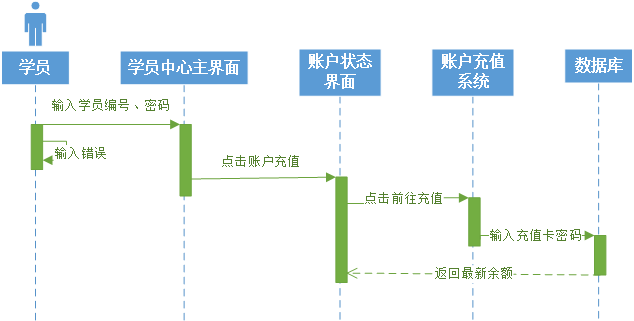 学员
学员中心主界面
账户状态
界面
账户充值
系统
数据库
输入学员编号、密码
输入错误
点击账户充值
点击前往充值
输入充值卡密码
返回最新余额